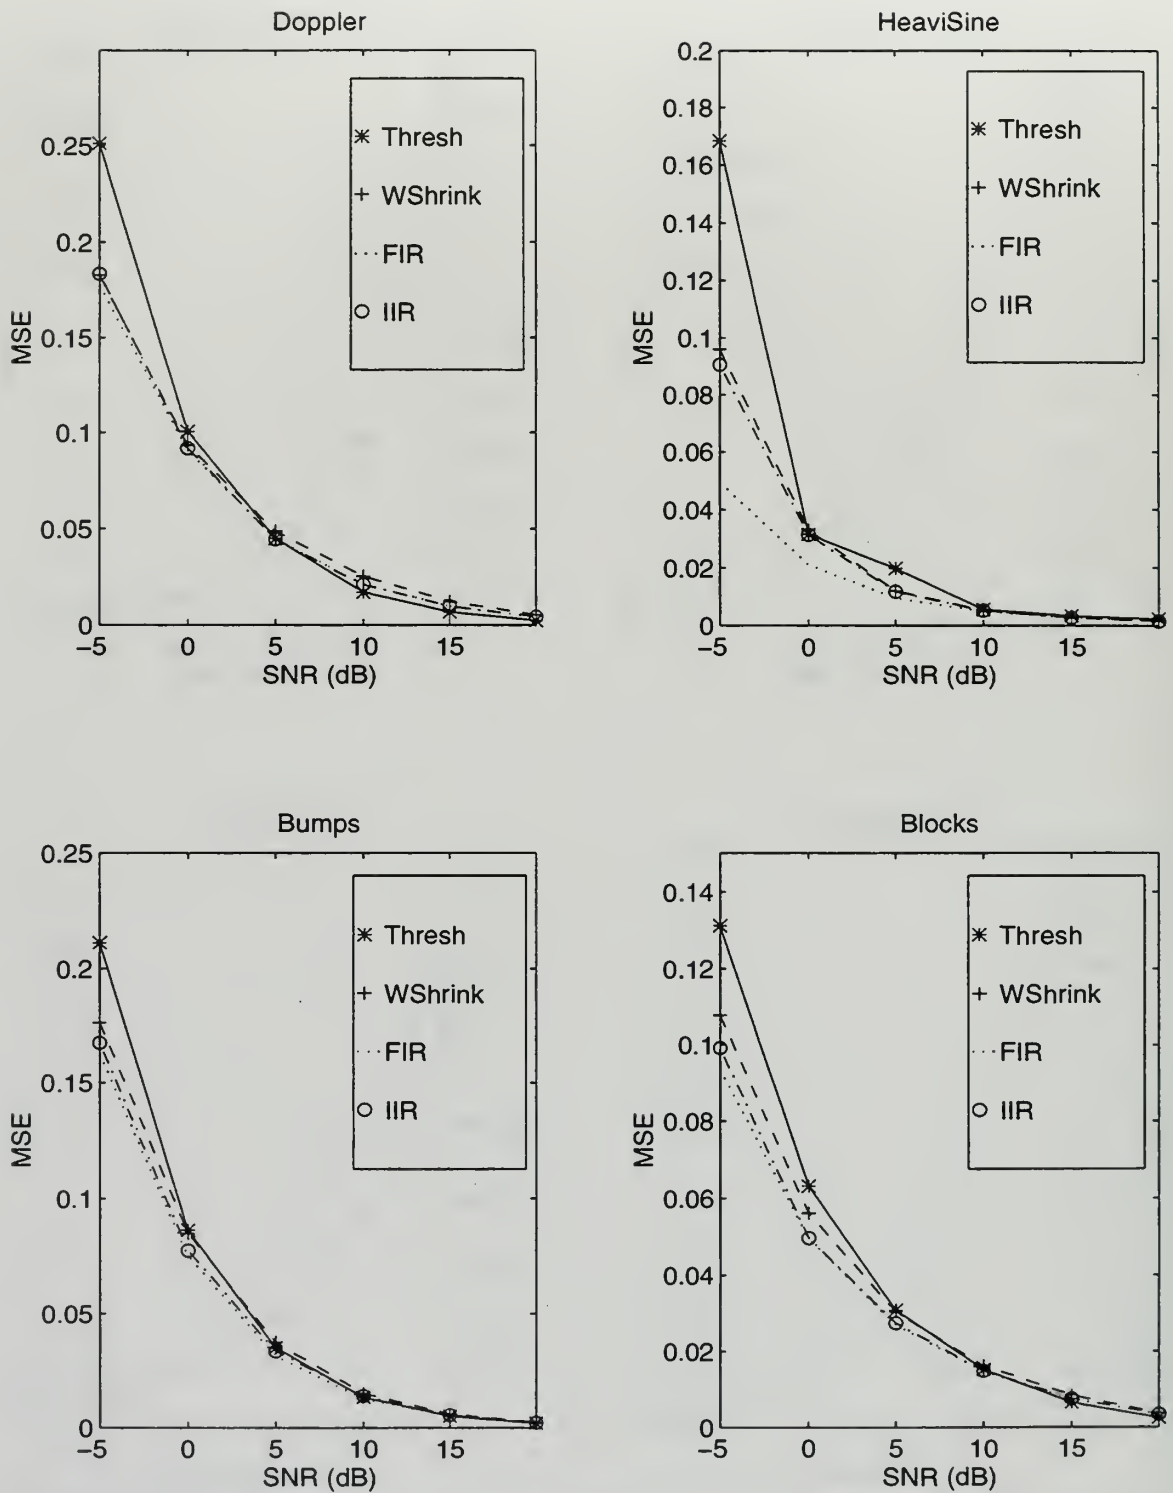 Doppler
0.25
0.2
0.15
0.1
0.05
0
MSE
−5 0 5 10 15
SNR (dB)
Thresh
WShrink
FIR
IIR
HeaviSine
0.2
0.18
0.16
0.14
0.12
0.1
0.08
0.06
0.04
0.02
0
MSE
−5 0 5 10 15
SNR (dB)
Thresh
WShrink
FIR
IIR
Bumps
0.25
0.2
0.15
0.1
0.05
0
MSE
−5 0 5 10 15
SNR (dB)
Thresh
WShrink
FIR
IIR
Blocks
0.14
0.12
0.1
0.08
0.06
0.04
0.02
0
MSE
−5 0 5 10 15
SNR (dB)
Thresh
WShrink
FIR
IIR